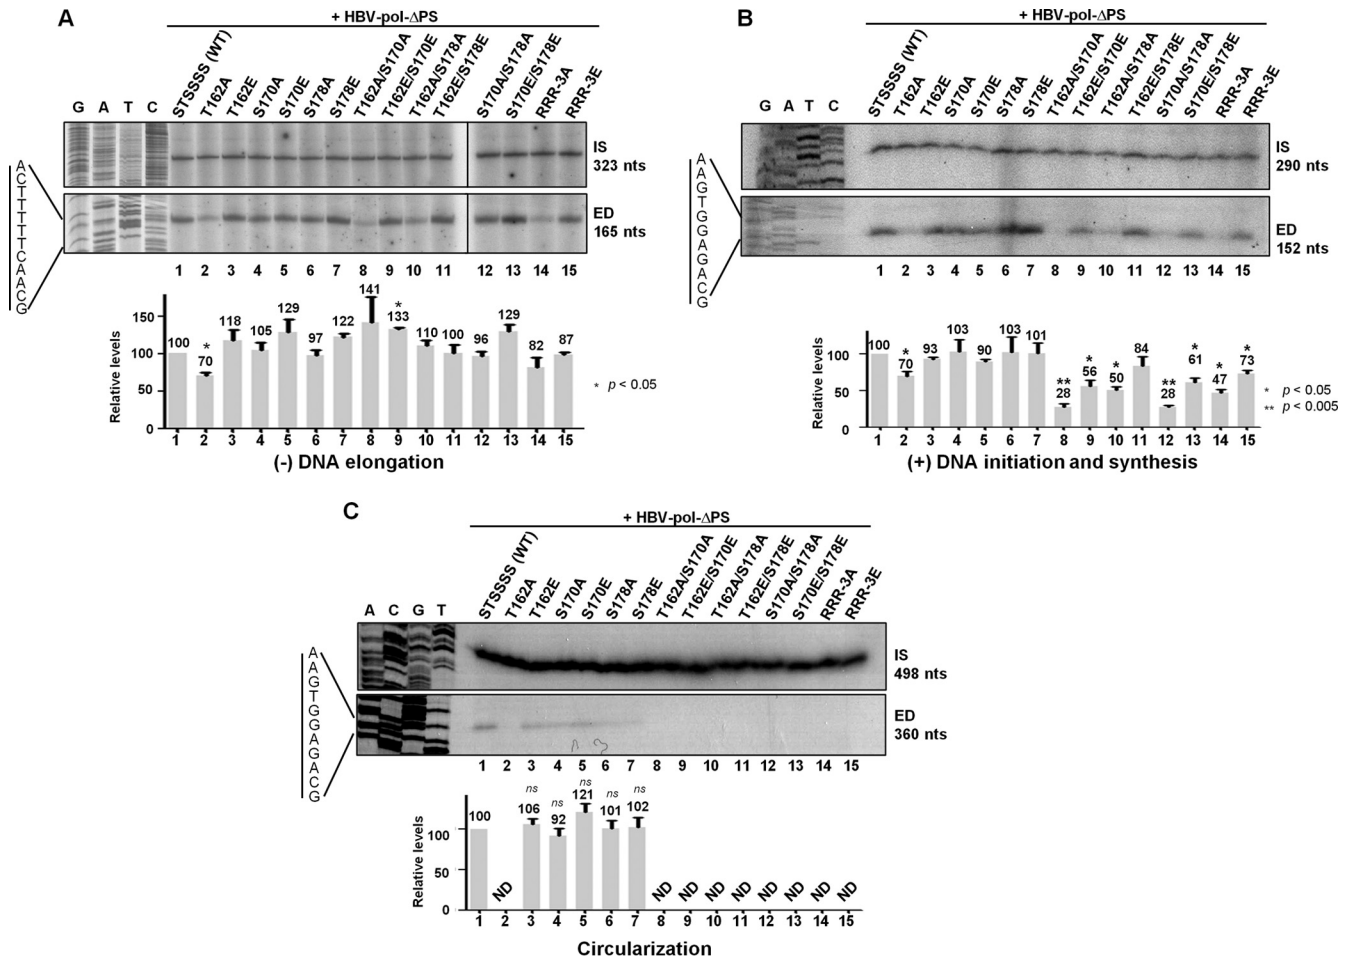 A
+ HBV-pol-ΔPS
STSSSS (WT) T162A T162E S170A S170E S178A S178E T162A/S170A T162E/S170E T162A/S178A T162E/S178E S170A/S178A S170E/S178E RRR-3A RRR-3E
G A T C
IS
323 nts
ED
165 nts
A
C
T
T
T
T
T
C
A
A
C
G
1 2 3 4 5 6 7 8 9 10 11 12 13 14 15
Relative levels
150
100
50
0
100 * 70 118 105 129 97 122 141 * 133 110 100 96 129 82 87
* p < 0.05
1 2 3 4 5 6 7 8 9 10 11 12 13 14 15
(-) DNA elongation
B
+ HBV-pol-ΔPS
STSSSS (WT) T162A T162E S170A S170E S178A S178E T162A/S170A T162E/S170E T162A/S178A T162E/S178E S170A/S178A S170E/S178E RRR-3A RRR-3E
G A T C
IS
290 nts
ED
152 nts
A
A
G
T
G
G
A
G
A
C
G
1 2 3 4 5 6 7 8 9 10 11 12 13 14 15
Relative levels
100
50
0
100 * 70 93 103 90 103 101 ** 28 * 56 * 50 84 ** 28 * 61 * 47 * 73
* p < 0.05
** p < 0.005
1 2 3 4 5 6 7 8 9 10 11 12 13 14 15
(+) DNA initiation and synthesis
C
+ HBV-pol-ΔPS
STSSSS (WT) T162A T162E S170A S170E S178A S178E T162A/S170A T162E/S170E T162A/S178A T162E/S178E S170A/S178A S170E/S178E RRR-3A RRR-3E
A C G T
IS
498 nts
ED
360 nts
A
A
G
T
G
G
A
G
A
C
G
1 2 3 4 5 6 7 8 9 10 11 12 13 14 15
Relative levels
100
50
0
100 ND ns 106 ns 92 ns 121 ns 101 ns 102 ND ND ND ND ND ND ND ND
1 2 3 4 5 6 7 8 9 10 11 12 13 14 15
Circularization